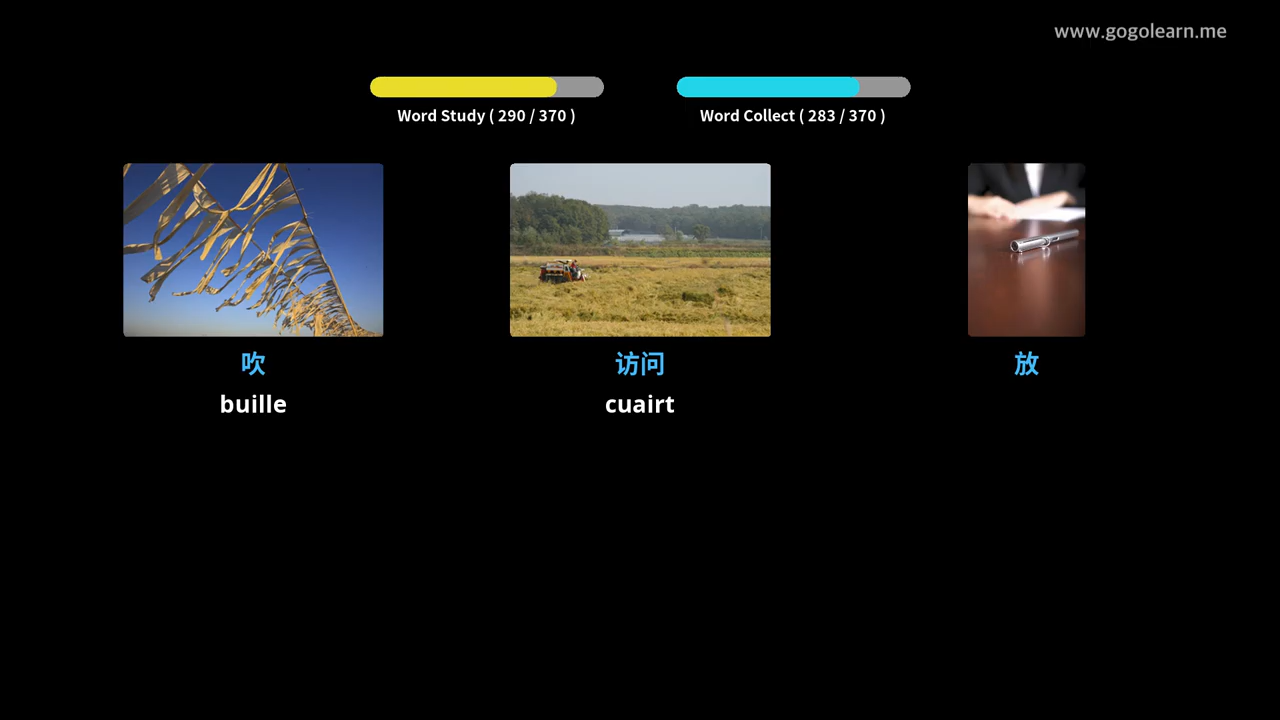 www.gogolearn.me
Word Study ( 290 / 370 )
Word Collect ( 283 / 370 )
吹
访问
放
buille
cuairt